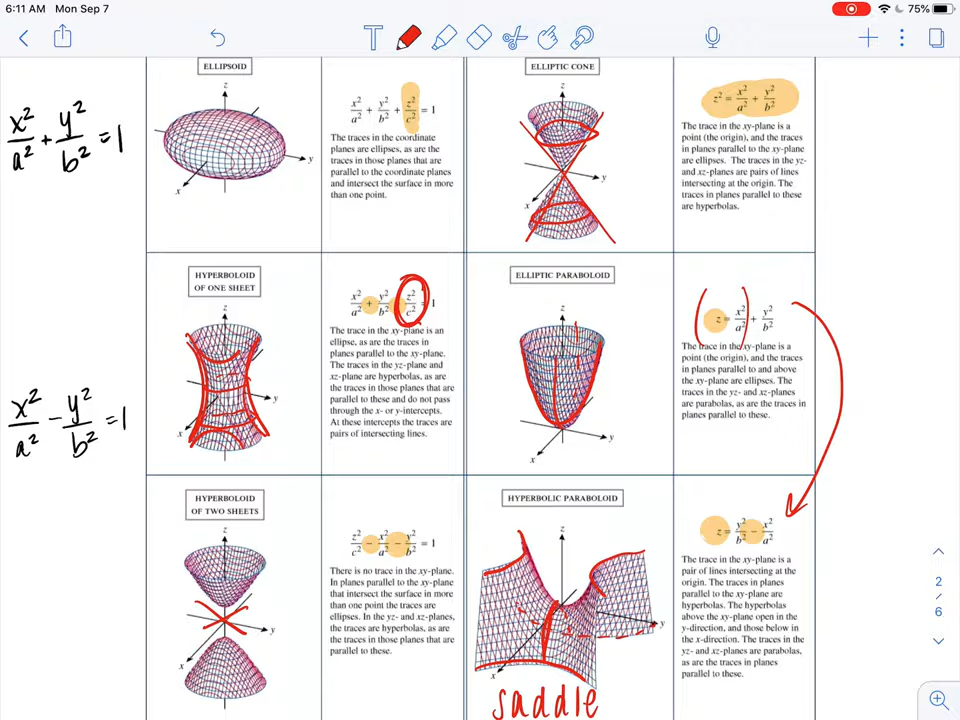 6:11 AM Mon Sep 7
75%
x²/a² + y²/b² = 1
x²/a² - y²/b² = 1
ELLIPSOID
z
y
x
x²/a² + y²/b² + z²/c² = 1
The traces in the coordinate
planes are ellipses, as are the
traces in those planes that are
parallel to the coordinate planes
and intersect the surface in more
than one point.
ELLIPTIC CONE
z
y
x
z² = x²/a² + y²/b²
The trace in the xy-plane is a
point (the origin), and the traces
in planes parallel to the xy-plane
are ellipses. The traces in the yz-
and xz-planes are pairs of lines
intersecting at the origin. The
traces in planes parallel to these
are hyperbolas.
HYPERBOLOID
OF ONE SHEET
z
y
x
x²/a² + y²/b² - z²/c² = 1
The trace in the xy-plane is an
ellipse, as are the traces in
planes parallel to the xy-plane.
The traces in the yz-plane and
xz-plane are hyperbolas, as are
the traces in those planes that are
parallel to these and do not pass
through the x- or y-intercepts.
At these intercepts the traces are
pairs of intersecting lines.
ELLIPTIC PARABOLOID
z
y
x
z = x²/a² + y²/b²
The trace in the xy-plane is a
point (the origin), and the traces
in planes parallel to and above
the xy-plane are ellipses. The
traces in the yz- and xz-planes
are parabolas, as are the traces in
planes parallel to these.
HYPERBOLOID
OF TWO SHEETS
z
y
x
z²/c² - x²/a² - y²/b² = 1
There is no trace in the xy-plane.
In planes parallel to the xy-plane
that intersect the surface in more
than one point the traces are
ellipses. In the yz- and xz-planes,
the traces are hyperbolas, as are
the traces in those planes that are
parallel to these.
HYPERBOLIC PARABOLOID
z
y
x
saddle
z = y²/b² - x²/a²
The trace in the xy-plane is a
pair of lines intersecting at the
origin. The traces in planes
parallel to the xy-plane are
hyperbolas. The hyperbolas
above the xy-plane open in the
y-direction, and those below in
the x-direction. The traces in the
yz- and xz-planes are parabolas,
as are the traces in planes
parallel to these.
2
/
6